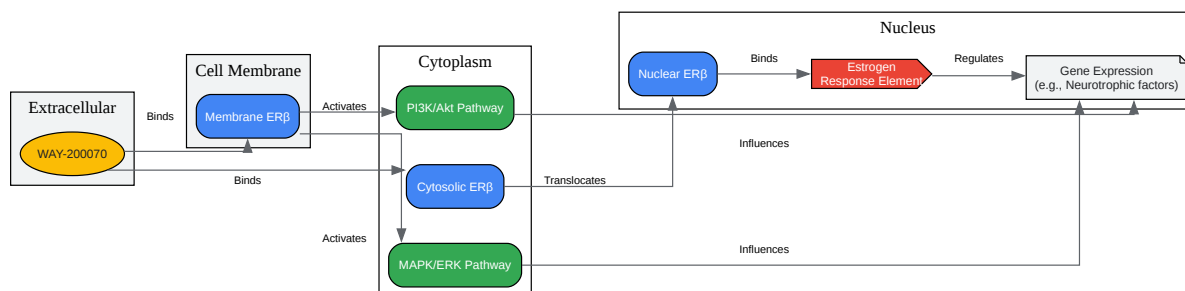 Nucleus
Cell Membrane
Cytoplasm
Extracellular
Nuclear ERβ
Binds
Estrogen
Response Element
Regulates
Gene Expression
(e.g., Neurotrophic factors)
Membrane ERβ
Activates
PI3K/Akt Pathway
Binds
WAY-200070
Influences
Binds
Cytosolic ERβ
Translocates
Activates
MAPK/ERK Pathway
Influences